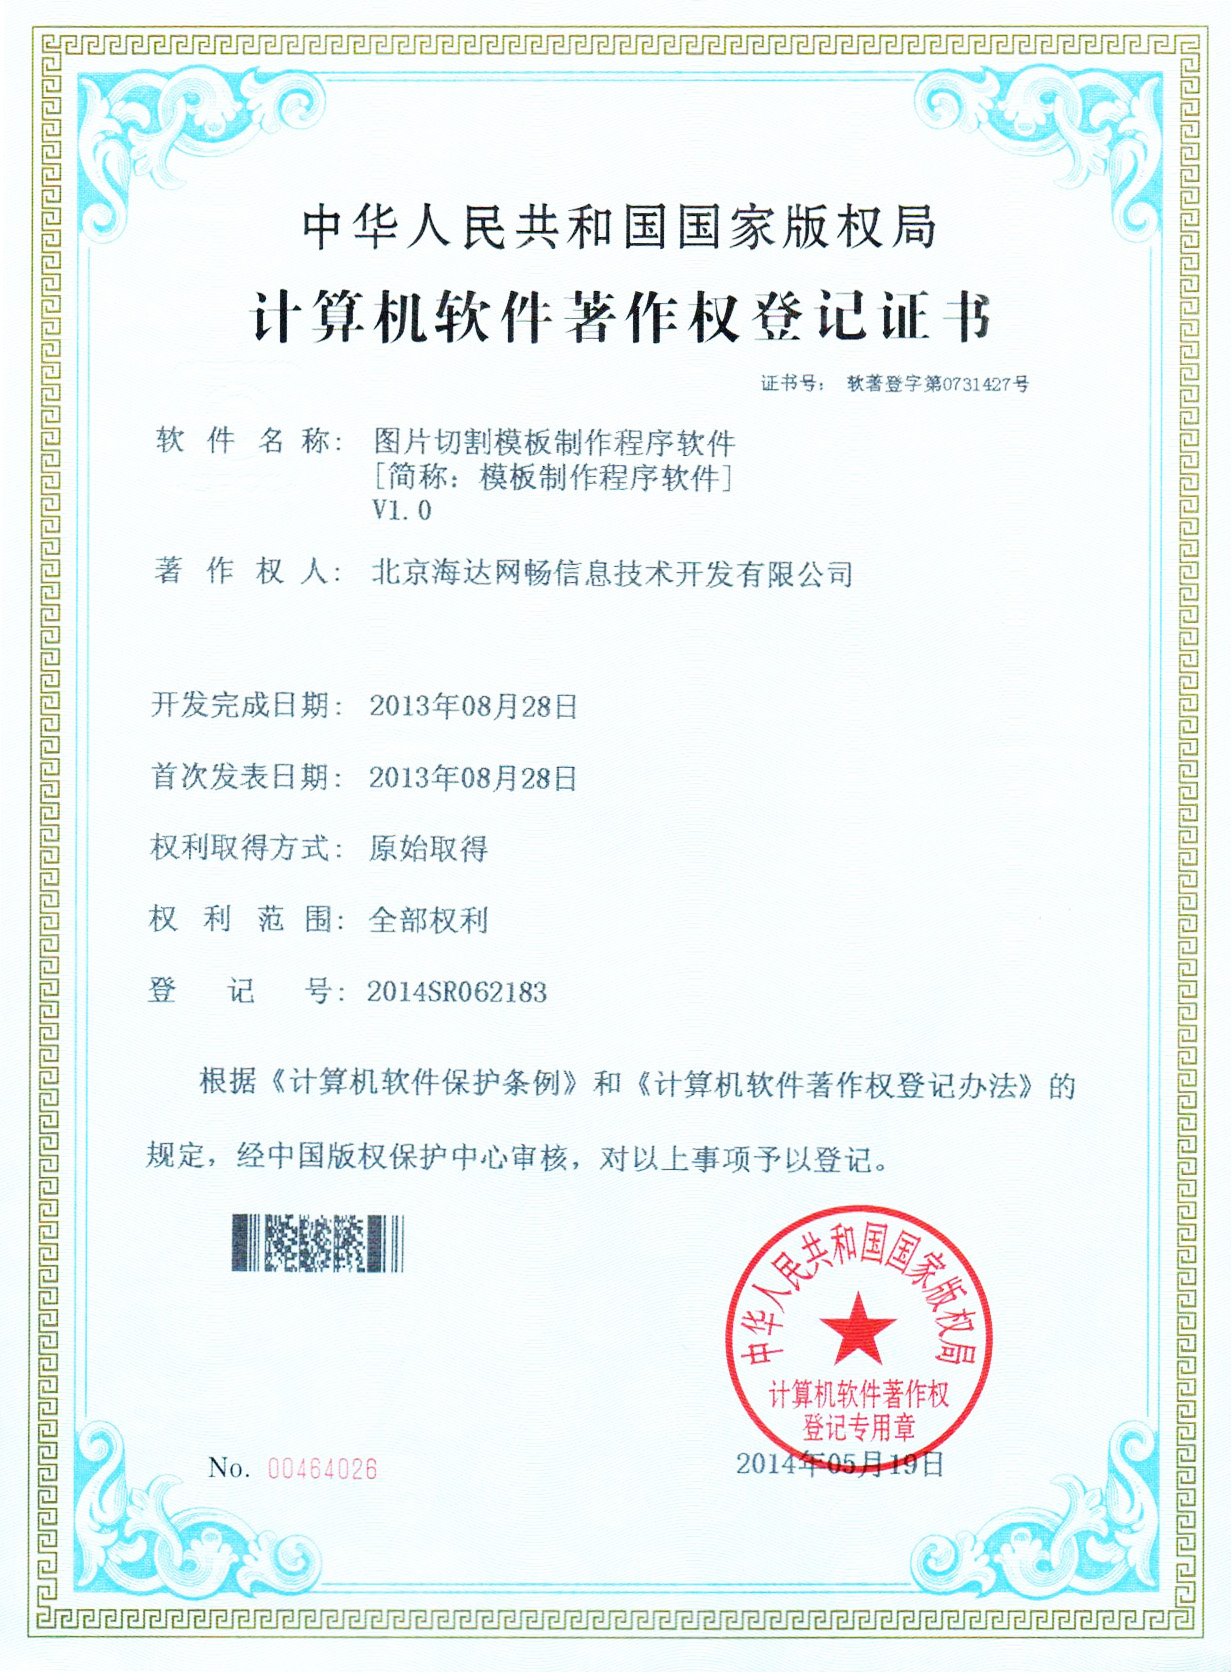 中华人民共和国国家版权局
计算机软件著作权登记证书
证书号： 软著登字第0731427号
软件名称： 图片切割模板制作程序软件
[简称：模板制作程序软件]
V1.0
著作权人： 北京海达网畅信息技术开发有限公司
开发完成日期： 2013年08月28日
首次发表日期： 2013年08月28日
权利取得方式： 原始取得
权利范围： 全部权利
登记号： 2014SR062183
根据《计算机软件保护条例》和《计算机软件著作权登记办法》的
规定，经中国版权保护中心审核，对以上事项予以登记。
中华人民共和国国家版权局
计算机软件著作权
登记专用章
No. 00464026
2014年05月19日